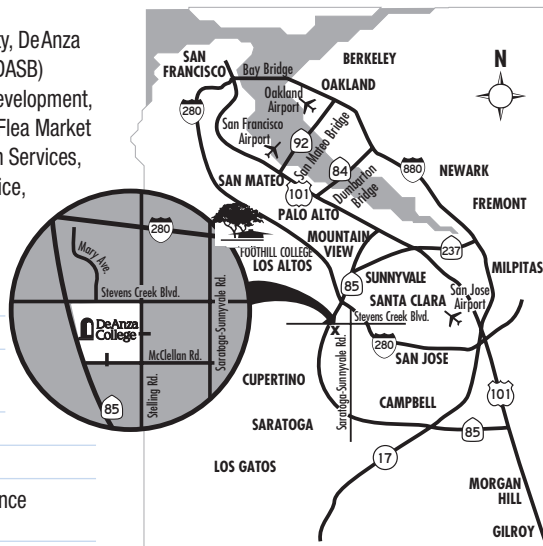 ty, DeAnza
DASB)
evelopment,
Flea Market
n Services,
ice,
nce
SAN
FRANCISCO
Bay Bridge
BERKELEY
OAKLAND
Oakland
Airport
N
280
San Francisco
Airport
92
San Mateo Bridge
84
880
NEWARK
SAN MATEO
101
Dumbarton
Bridge
FREMONT
PALO ALTO
FOOTHILL COLLEGE
MOUNTAIN
VIEW
237
LOS ALTOS
85
SUNNYVALE
MILPITAS
SANTA CLARA
San Jose
Airport
Stevens Creek Blvd.
x
280
SAN JOSE
Saratoga-Sunnyvale Rd.
CUPERTINO
CAMPBELL
101
SARATOGA
85
17
LOS GATOS
MORGAN
HILL
GILROY
280
Mary Ave.
Stevens Creek Blvd.
DeAnza
College
McClellan Rd.
Saratoga-Sunnyvale Rd.
Stelling Rd.
85